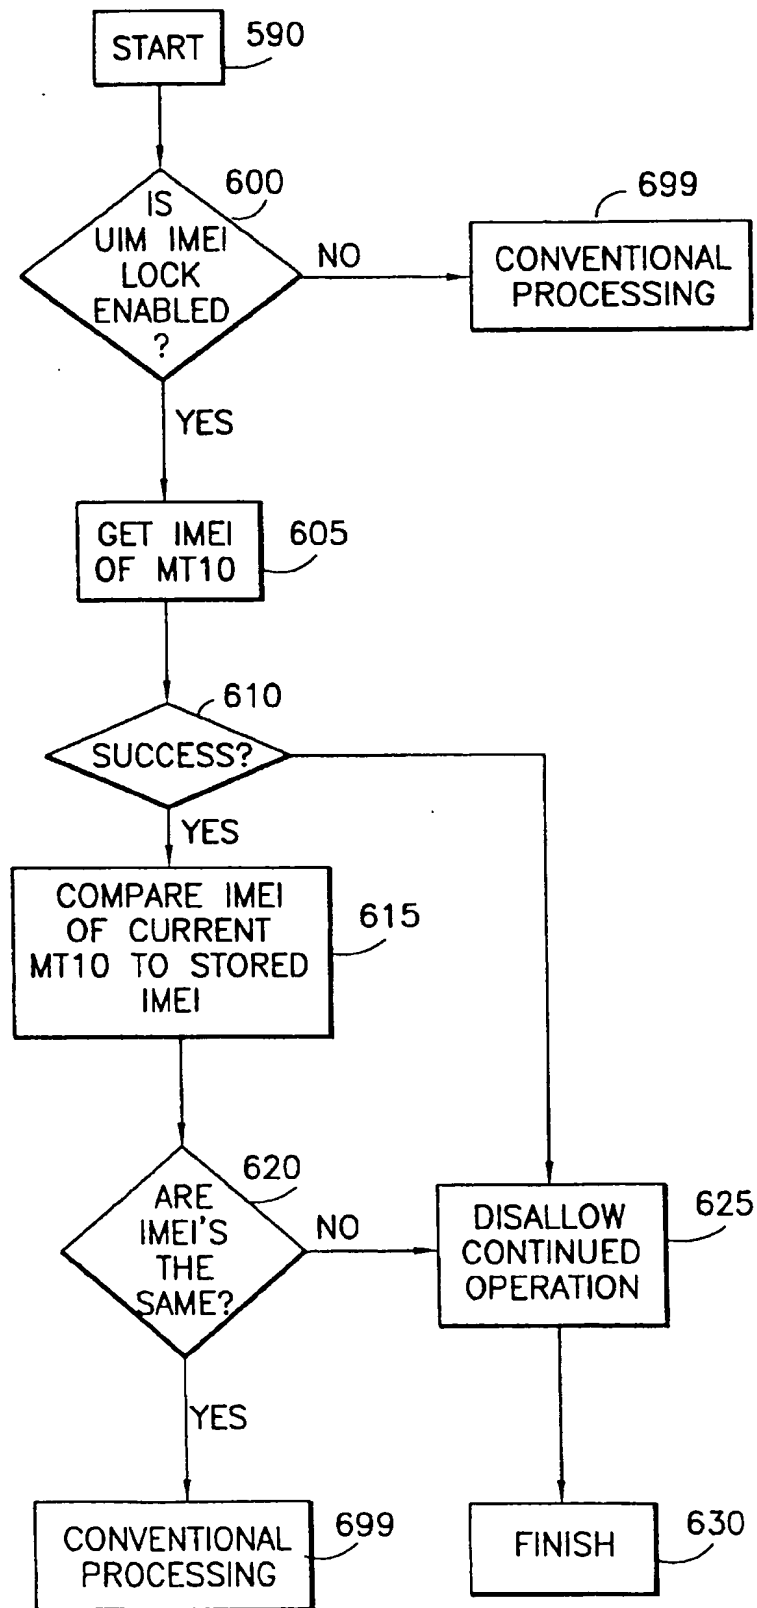 START
590
600
IS
UIM IMEI
LOCK
ENABLED
?
NO
699
CONVENTIONAL
PROCESSING
YES
GET IMEI
OF MT10
605
610
SUCCESS?
YES
COMPARE IMEI
OF CURRENT
MT10 TO STORED
IMEI
615
620
ARE
IMEI'S
THE
SAME?
NO
DISALLOW
CONTINUED
OPERATION
625
YES
CONVENTIONAL
PROCESSING
699
FINISH
630